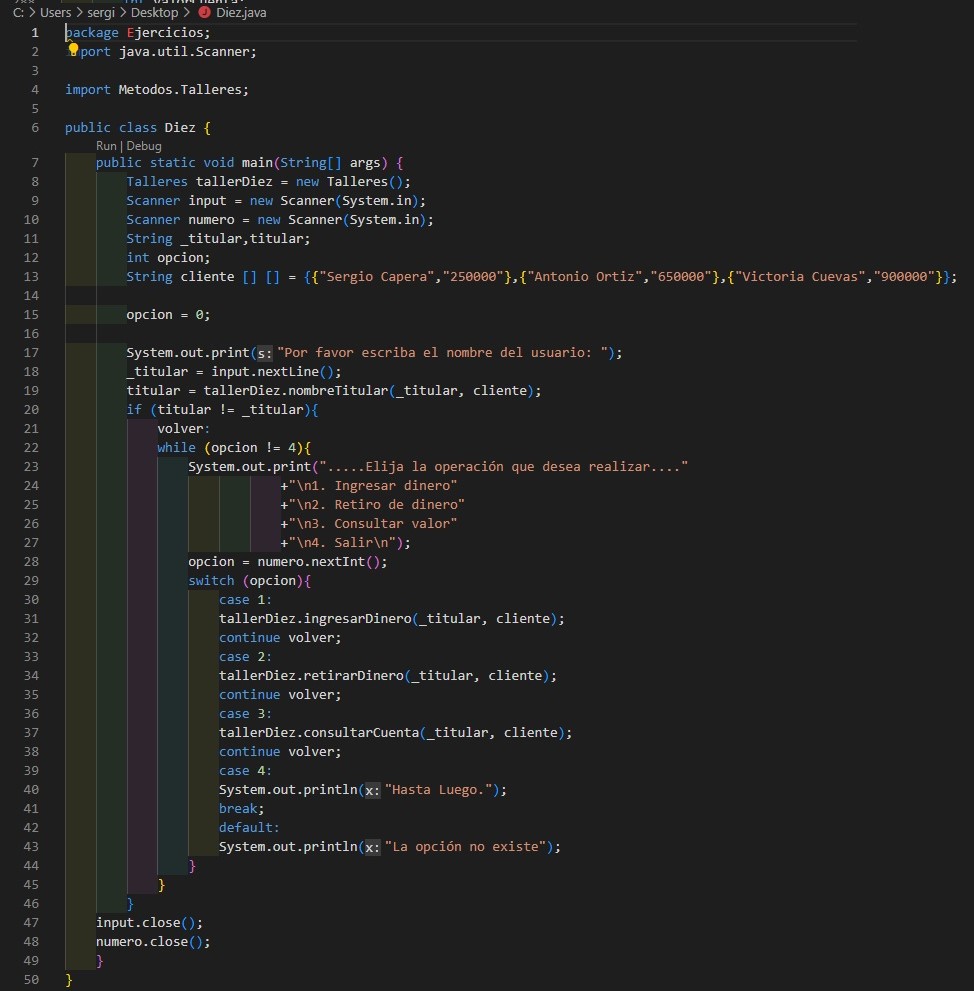 C: > Users > sergi > Desktop > Diez.java
1 package Ejercicios;
2 port java.util.Scanner;
3
4 import Metodos.Talleres;
5
6 public class Diez {
Run | Debug
7 public static void main(String[] args) {
8 Talleres tallerDiez = new Talleres();
9 Scanner input = new Scanner(System.in);
10 Scanner numero = new Scanner(System.in);
11 String _titular,titular;
12 int opcion;
13 String cliente [] [] = {{"Sergio Capera","250000"},{"Antonio Ortiz","650000"},{"Victoria Cuevas","900000"}};
14
15 opcion = 0;
16
17 System.out.print(s: "Por favor escriba el nombre del usuario: ");
18 _titular = input.nextLine();
19 titular = tallerDiez.nombreTitular(_titular, cliente);
20 if (titular != _titular){
21 volver:
22 while (opcion != 4){
23 System.out.print(".....Elija la operación que desea realizar...."
24 +"\n1. Ingresar dinero"
25 +"\n2. Retiro de dinero"
26 +"\n3. Consultar valor"
27 +"\n4. Salir\n");
28 opcion = numero.nextInt();
29 switch (opcion){
30 case 1:
31 tallerDiez.ingresarDinero(_titular, cliente);
32 continue volver;
33 case 2:
34 tallerDiez.retirarDinero(_titular, cliente);
35 continue volver;
36 case 3:
37 tallerDiez.consultarCuenta(_titular, cliente);
38 continue volver;
39 case 4:
40 System.out.println(x: "Hasta Luego.");
41 break;
42 default:
43 System.out.println(x: "La opción no existe");
44 }
45 }
46 }
47 input.close();
48 numero.close();
49 }
50 }